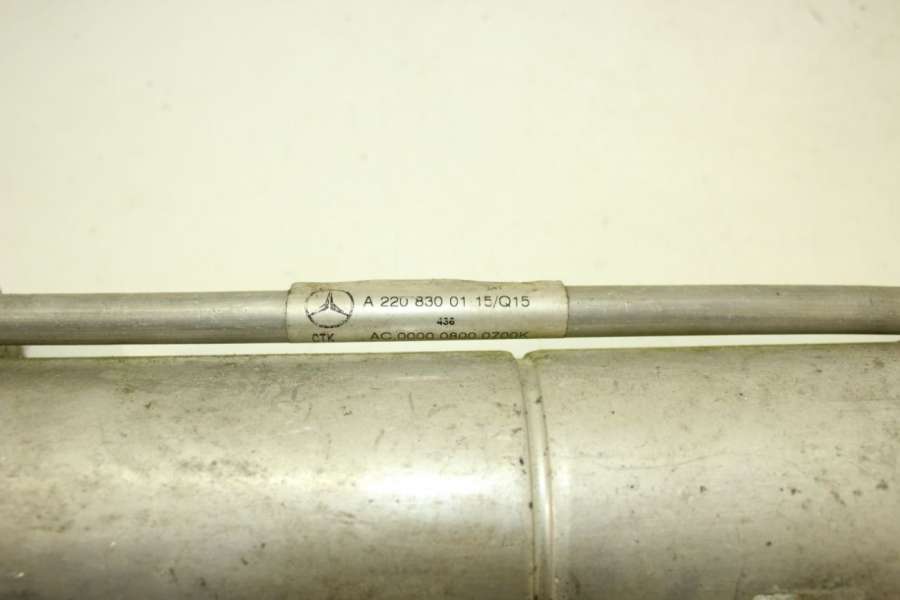 A 220 830 01 15/Q15
436
CTK AC.0000.0800.0700K